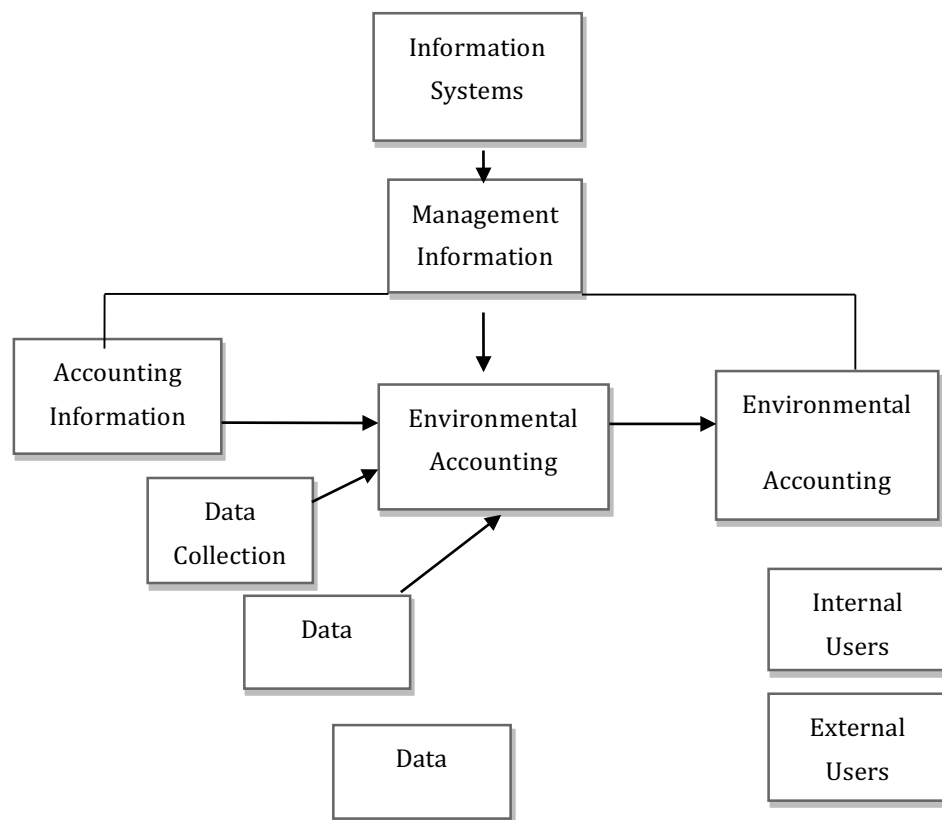 Information
Systems
Management
Information
Accounting
Information
Environmental
Accounting
Environmental
Accounting
Data
Collection
Data
Data
Internal
Users
External
Users